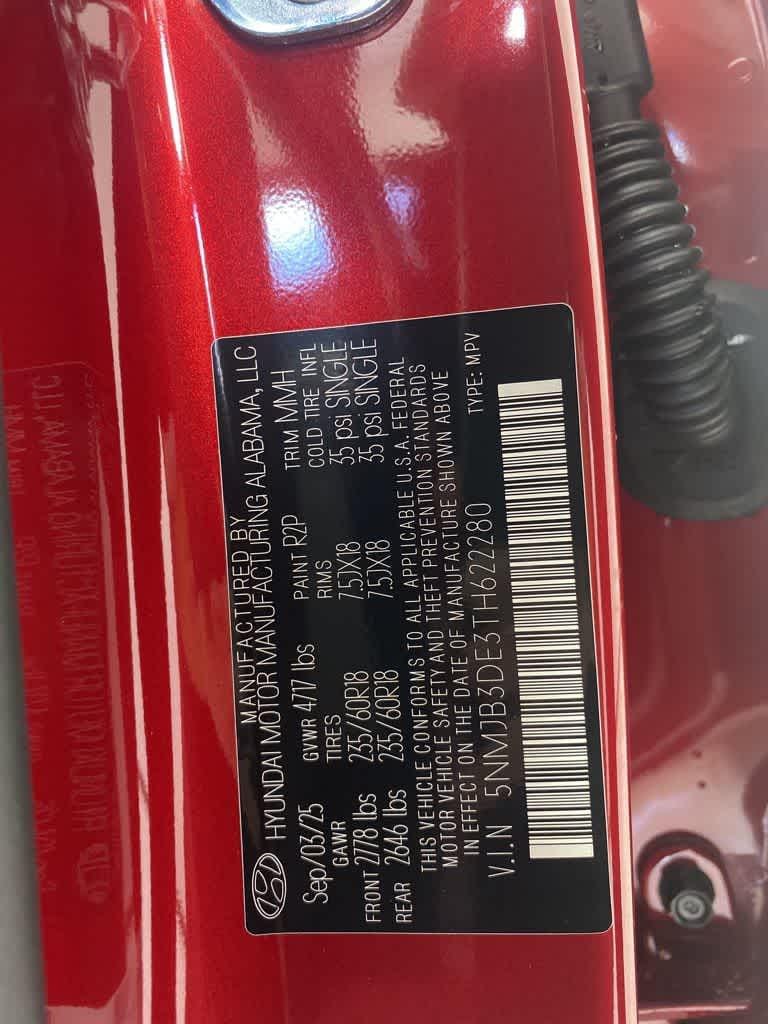 MANUFACTURED BY
HYUNDAI MOTOR MANUFACTURING ALABAMA, LLC
Sep/03/25 GVWR 4717 lbs PAINT R2P TRIM MMH
GAWR TIRES RIMS COLD TIRE INFL
FRONT 2778 lbs 235/60R18 7.5JX18 35 psi SINGLE
REAR 2646 lbs 235/60R18 7.5JX18 35 psi SINGLE
THIS VEHICLE CONFORMS TO ALL APPLICABLE U.S.A. FEDERAL
MOTOR VEHICLE SAFETY AND THEFT PREVENTION STANDARDS
IN EFFECT ON THE DATE OF MANUFACTURE SHOWN ABOVE
V.I.N 5NMJB3DE3TH622280 TYPE: MPV